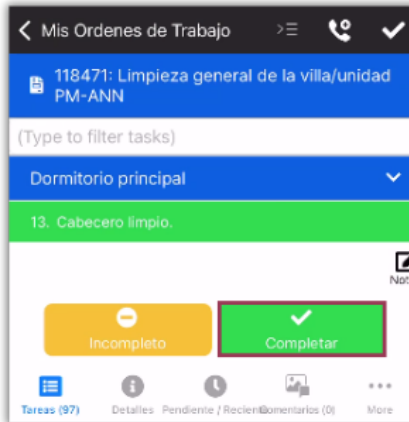 Mis Ordenes de Trabajo
118471: Limpieza general de la villa/unidad
PM-ANN
(Type to filter tasks)
Dormitorio principal
13. Cabecero limpio.
Incompleto
Completar
Tareas (97) Detalles Pendiente / Reciente Comentarios (0) More